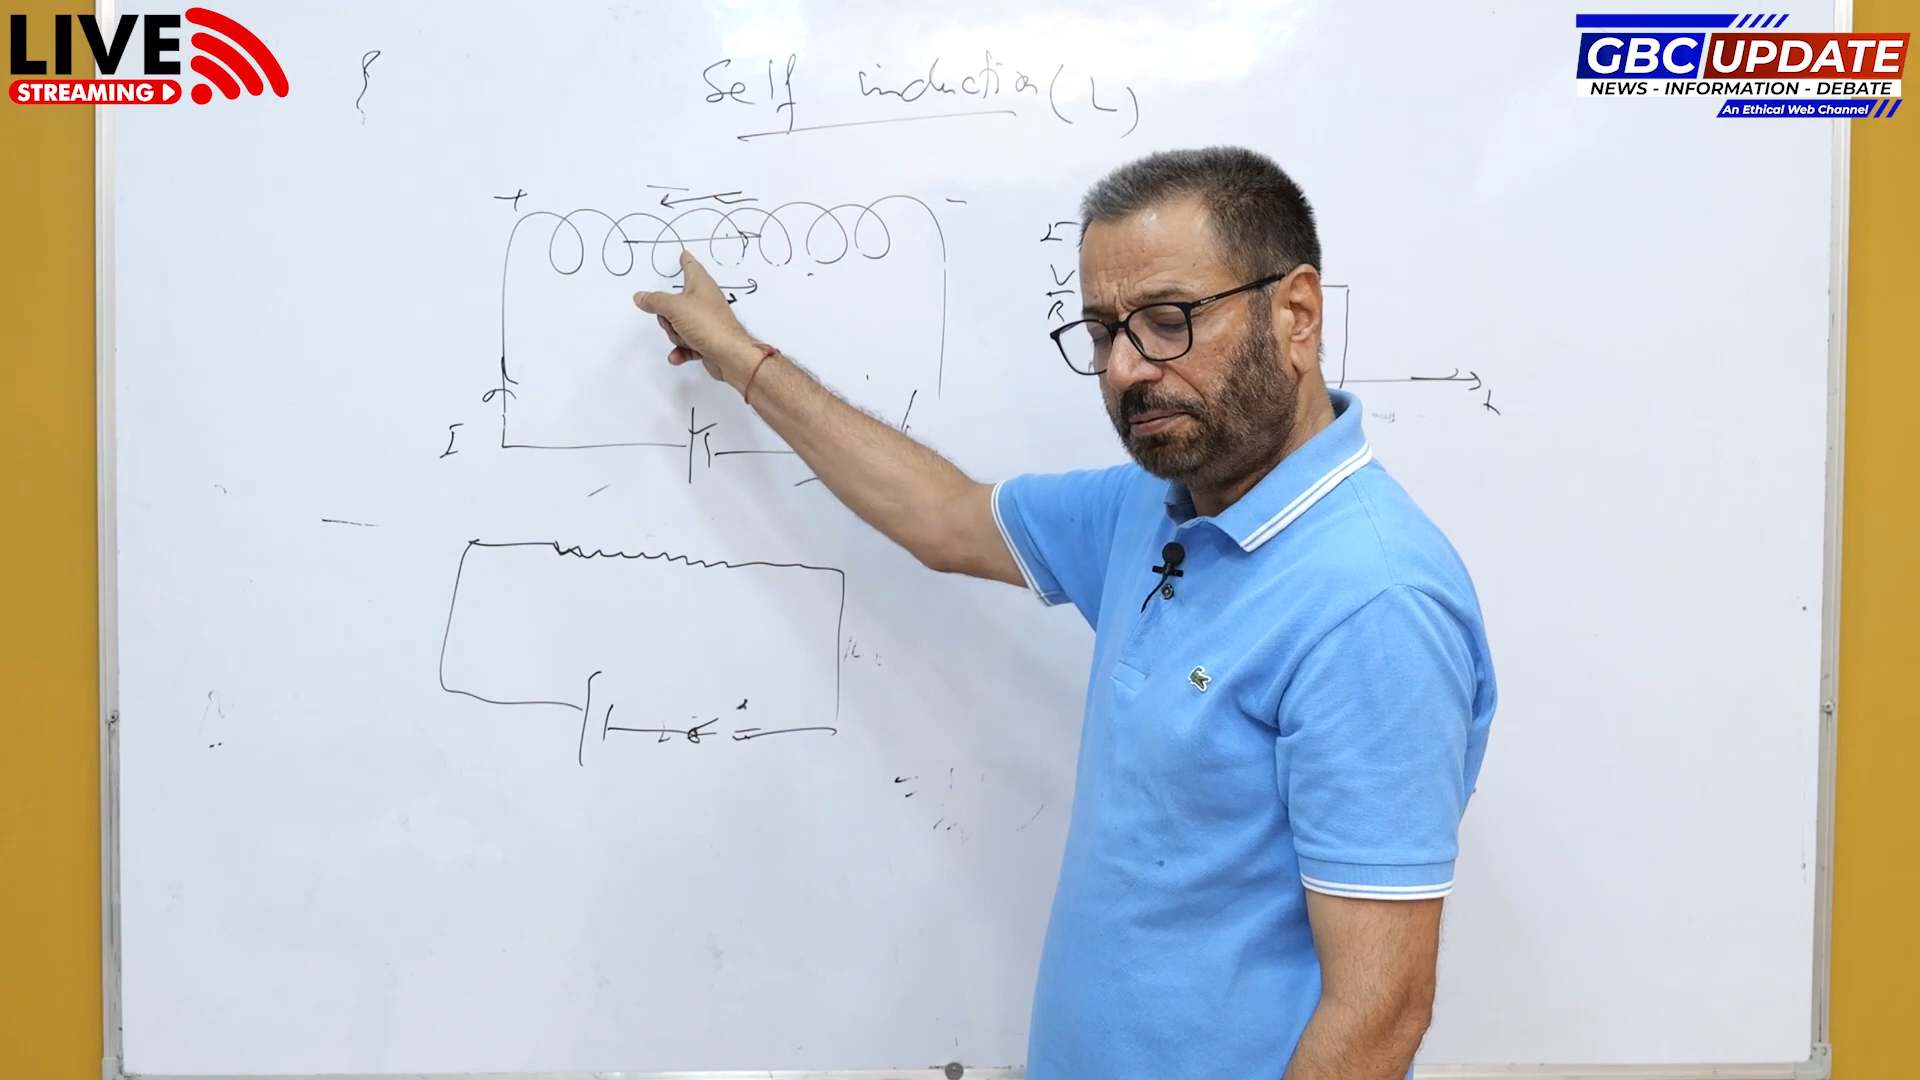 LIVE
STREAMING
GBC UPDATE
NEWS - INFORMATION - DEBATE
An Ethical Web Channel
Self induction (L)
+ -
I
V
R
I
t